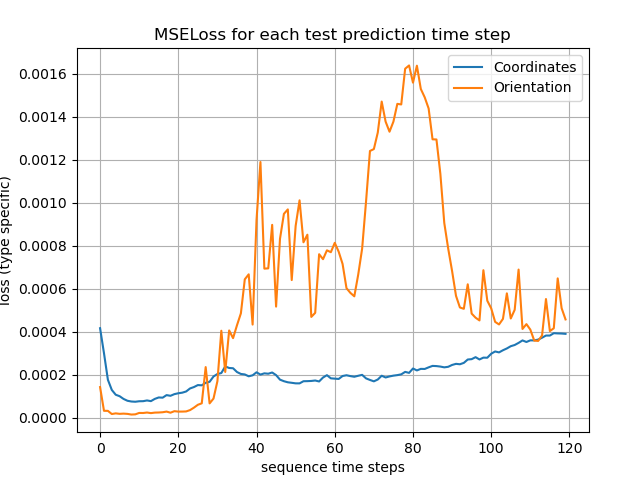 MSELoss for each test prediction time step
Coordinates
Orientation
0.0016
0.0014
0.0012
0.0010
0.0008
0.0006
0.0004
0.0002
0.0000
loss (type specific)
0 20 40 60 80 100 120
sequence time steps